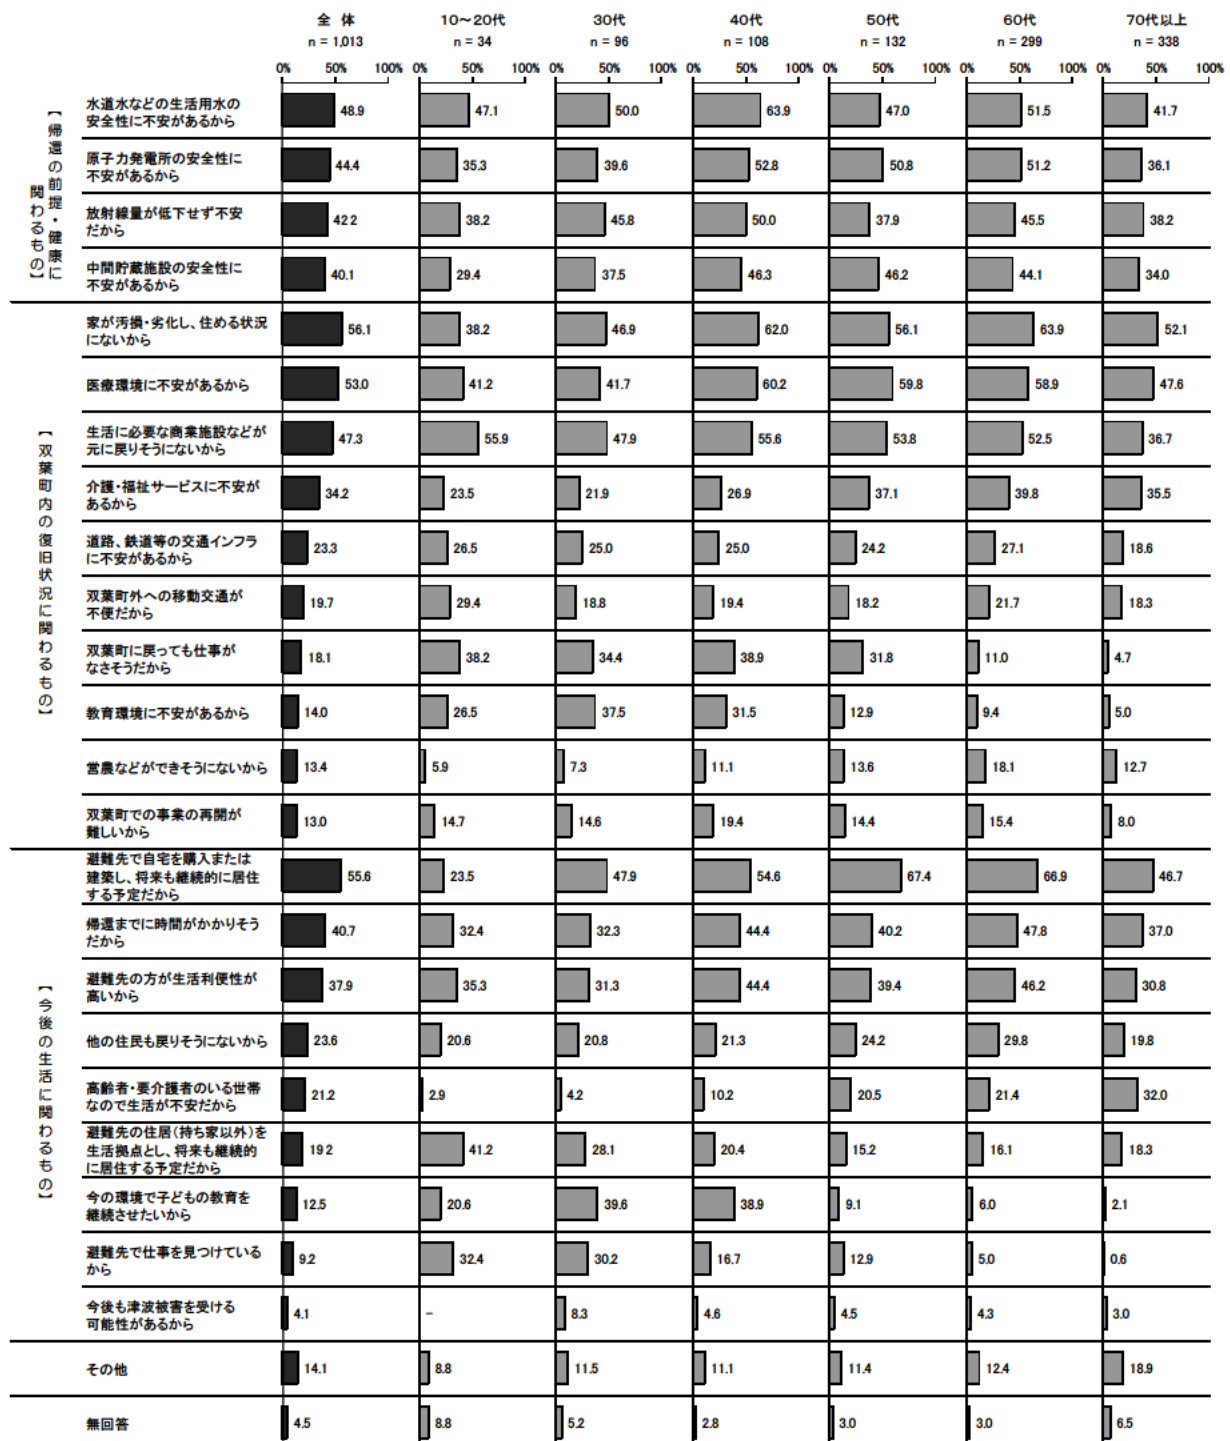 全 体 10～20代 30代 40代 50代 60代 70代以上
n = 1,013 n = 34 n = 96 n = 108 n = 132 n = 299 n = 338
0% 50% 100% 0% 50% 100% 0% 50% 100% 0% 50% 100% 0% 50% 100% 0% 50% 100% 0% 50% 100%
【帰還の前提・健康に
関わるもの】
水道水などの生活用水の
安全性に不安があるから
48.9 47.1 50.0 63.9 47.0 51.5 41.7
原子力発電所の安全性に
不安があるから
44.4 35.3 39.6 52.8 50.8 51.2 36.1
放射線量が低下せず不安
だから
42.2 38.2 45.8 50.0 37.9 45.5 38.2
中間貯蔵施設の安全性に
不安があるから
40.1 29.4 37.5 46.3 46.2 44.1 34.0
【双葉町内の復旧状況に関わるもの】
家が汚損・劣化し、住める状況
にないから
56.1 38.2 46.9 62.0 56.1 63.9 52.1
医療環境に不安があるから
53.0 41.2 41.7 60.2 59.8 58.9 47.6
生活に必要な商業施設などが
元に戻りそうにないから
47.3 55.9 47.9 55.6 53.8 52.5 36.7
介護・福祉サービスに不安が
あるから
34.2 23.5 21.9 26.9 37.1 39.8 35.5
道路、鉄道等の交通インフラ
に不安があるから
23.3 26.5 25.0 25.0 24.2 27.1 18.6
双葉町外への移動交通が
不便だから
19.7 29.4 18.8 19.4 18.2 21.7 18.3
双葉町に戻っても仕事が
なさそうだから
18.1 38.2 34.4 38.9 31.8 11.0 4.7
教育環境に不安があるから
14.0 26.5 37.5 31.5 12.9 9.4 5.0
営農などができそうにないから
13.4 5.9 7.3 11.1 13.6 18.1 12.7
双葉町での事業の再開が
難しいから
13.0 14.7 14.6 19.4 14.4 15.4 8.0
【今後の生活に関わるもの】
避難先で自宅を購入または
建築し、将来も継続的に居住
する予定だから
55.6 23.5 47.9 54.6 67.4 66.9 46.7
帰還までに時間がかかりそう
だから
40.7 32.4 32.3 44.4 40.2 47.8 37.0
避難先の方が生活利便性が
高いから
37.9 35.3 31.3 44.4 39.4 46.2 30.8
他の住民も戻りそうにないから
23.6 20.6 20.8 21.3 24.2 29.8 19.8
高齢者・要介護者のいる世帯
なので生活が不安だから
21.2 2.9 4.2 10.2 20.5 21.4 32.0
避難先の住居（持ち家以外）を
生活拠点とし、将来も継続的
に居住する予定だから
19.2 41.2 28.1 20.4 15.2 16.1 18.3
今の環境で子どもの教育を
継続させたいから
12.5 20.6 39.6 38.9 9.1 6.0 2.1
避難先で仕事を見つけている
から
9.2 32.4 30.2 16.7 12.9 5.0 0.6
今後も津波被害を受ける
可能性があるから
4.1 － 8.3 4.6 4.5 4.3 3.0
その他
14.1 8.8 11.5 11.1 11.4 12.4 18.9
無回答
4.5 8.8 5.2 2.8 3.0 3.0 6.5